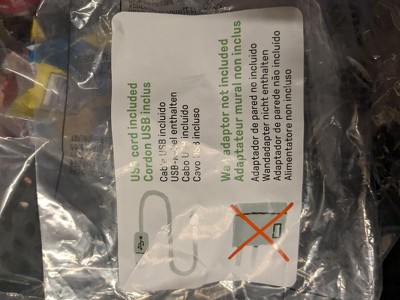 USB cord included
Cordon USB inclus
Cable USB incluido
USB-Kabel enthalten
Cabo USB incluído
Cavo USB incluso
Wall adaptor not included
Adaptateur mural non inclus
Adaptador de pared no incluido
Wandadapter nicht enthalten
Adaptador de parede não incluído
Alimentatore non incluso